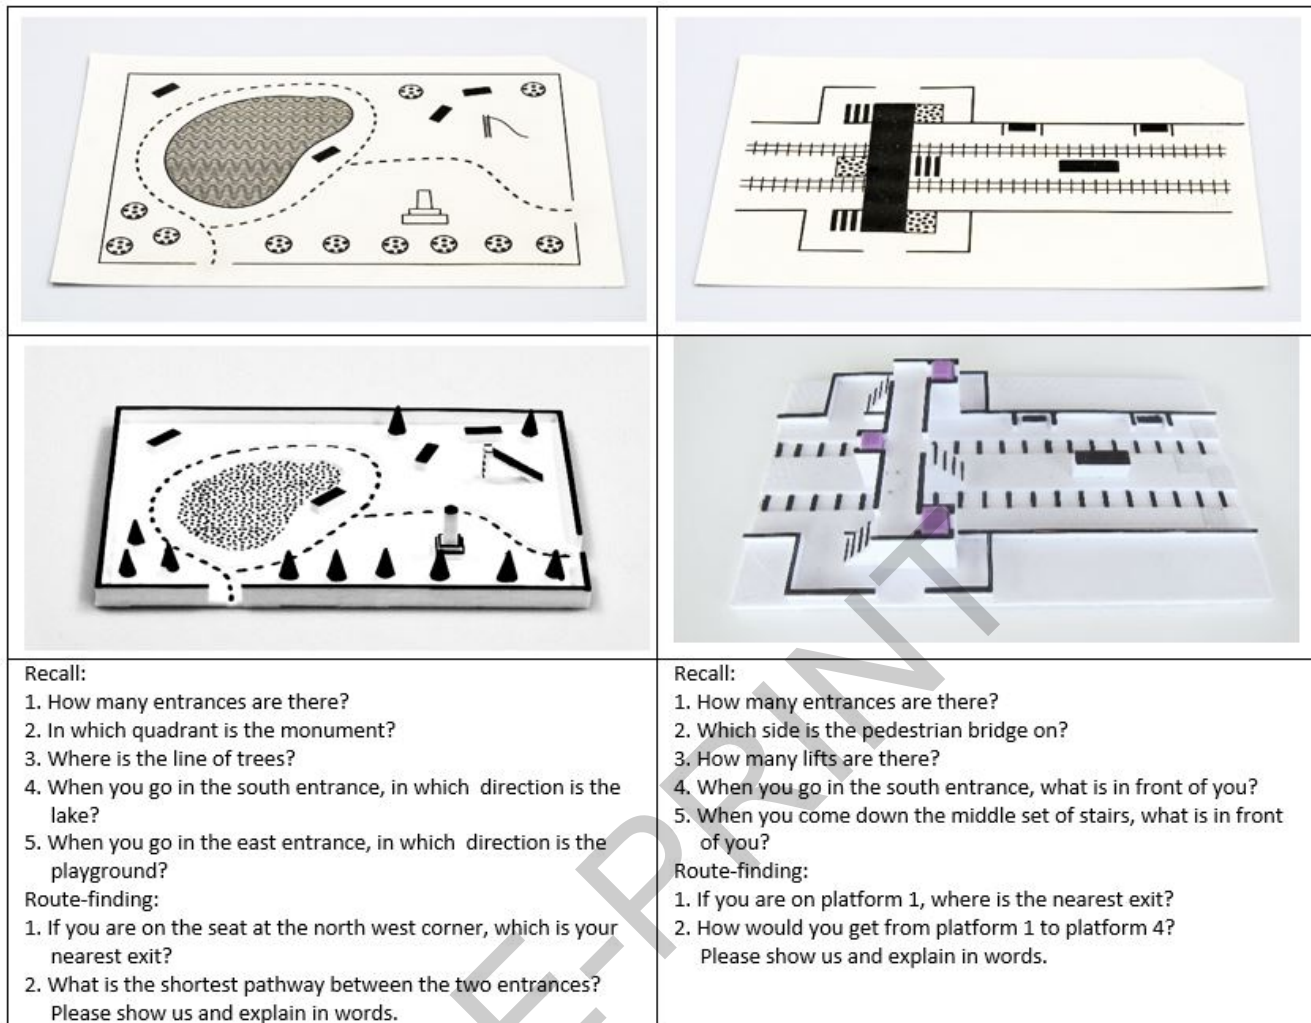 Recall:
1. How many entrances are there?
2. In which quadrant is the monument?
3. Where is the line of trees?
4. When you go in the south entrance, in which direction is the
lake?
5. When you go in the east entrance, in which direction is the
playground?
Route-finding:
1. If you are on the seat at the north west corner, which is your
nearest exit?
2. What is the shortest pathway between the two entrances?
Please show us and explain in words.
Recall:
1. How many entrances are there?
2. Which side is the pedestrian bridge on?
3. How many lifts are there?
4. When you go in the south entrance, what is in front of you?
5. When you come down the middle set of stairs, what is in front
of you?
Route-finding:
1. If you are on platform 1, where is the nearest exit?
2. How would you get from platform 1 to platform 4?
Please show us and explain in words.
E-PRINT